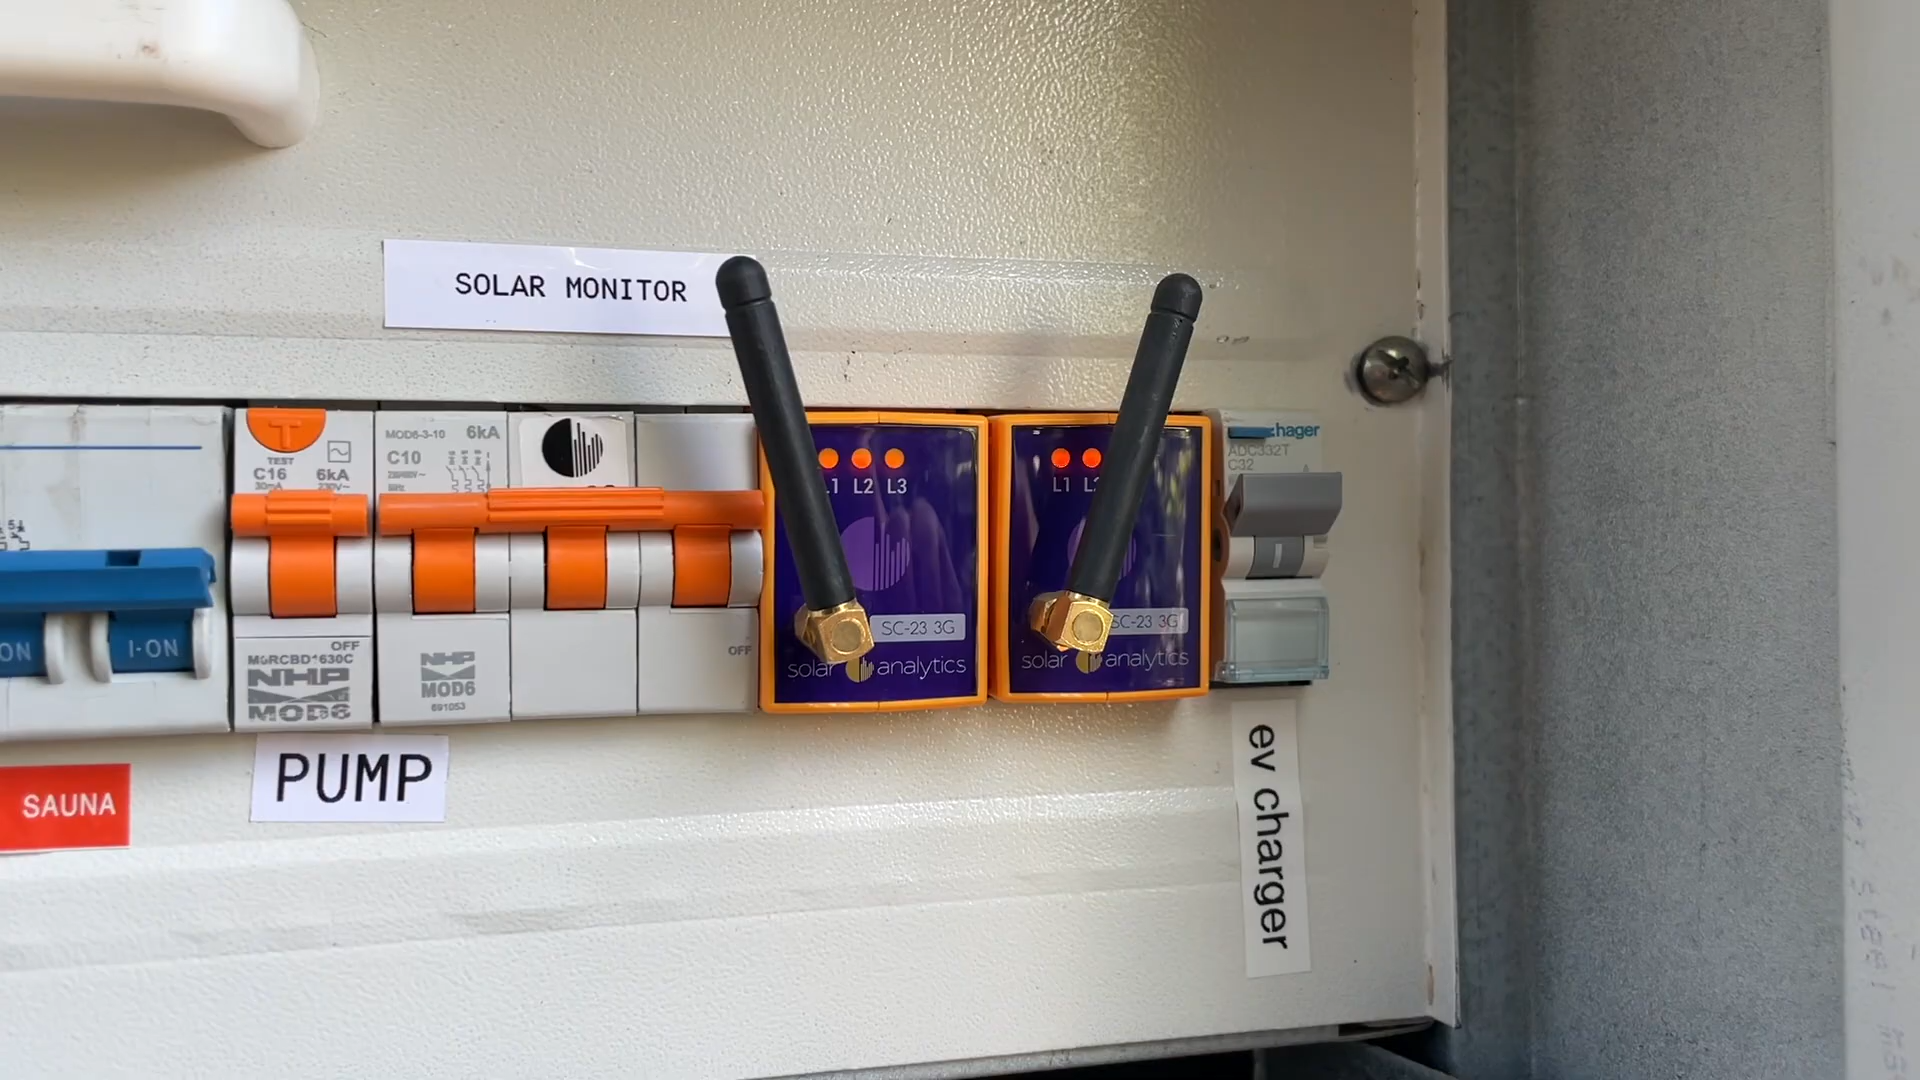 SOLAR MONITOR
TEST
C16 6kA
30mA 230V~
OFF
M6RCBD1630C
NHP
MOD6
MOD6-3-10 6kA
C10
NHP
MOD6
691053
OFF
L2 L3
SC-23 3G
solar analytics
L1
SC-23 3G
solar analytics
hager
ADC332T
C32
ON
I-ON
SAUNA
PUMP
ev charger